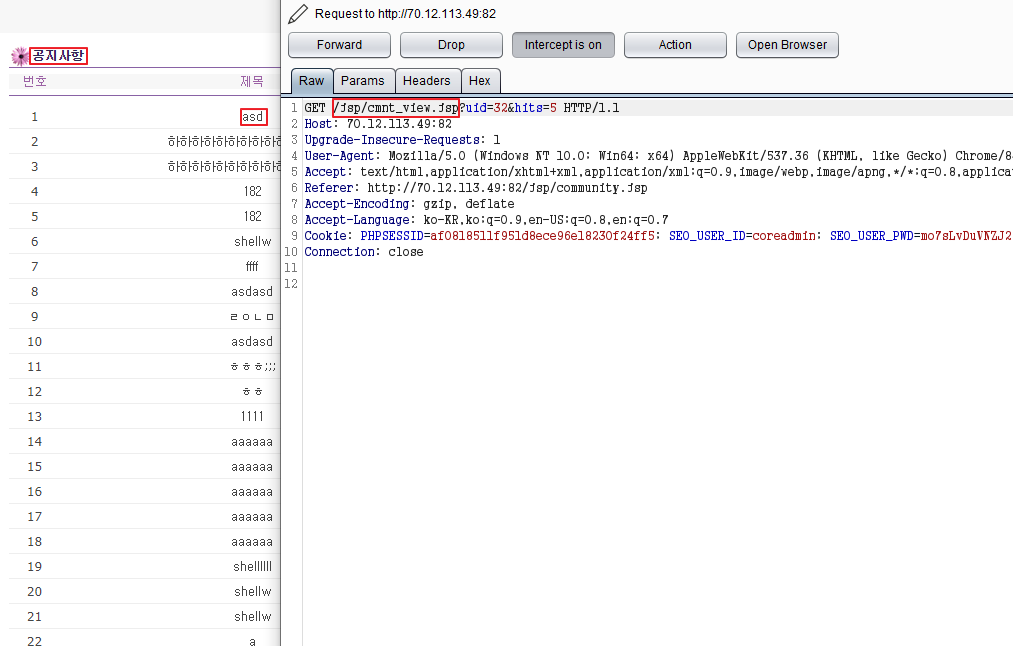 Request to http://70.12.113.49:82
Forward
Drop
Intercept is on
Action
Open Browser
Raw
Params
Headers
Hex
1 GET /jsp/cmnt_view.jsp?uid=32&hits=5 HTTP/1.1
2 Host: 70.12.113.49:82
3 Upgrade-Insecure-Requests: 1
4 User-Agent: Mozilla/5.0 (Windows NT 10.0; Win64; x64) AppleWebKit/537.36 (KHTML, like Gecko) Chrome/8
5 Accept: text/html,application/xhtml+xml,application/xml;q=0.9,image/webp,image/apng,*/*;q=0.8,applicat
6 Referer: http://70.12.113.49:82/jsp/community.jsp
7 Accept-Encoding: gzip, deflate
8 Accept-Language: ko-KR,ko;q=0.9,en-US;q=0.8,en;q=0.7
9 Cookie: PHPSESSID=af081851lf951d8ece96e18230f24ff5; SEO_USER_ID=coreadmin; SEO_USER_PWD=mo7sLvDuVNZJ2
10 Connection: close
11
12
공지사항
번호 제목
1 asd
2 하하하하하하하하하
3 하하하하하하하하하
4 182
5 182
6 shellw
7 ffff
8 asdasd
9 ㄹㅇㄴㅁ
10 asdasd
11 ㅎㅎㅎ;;;
12 ㅎㅎ
13 1111
14 aaaaaa
15 aaaaaa
16 aaaaaa
17 aaaaaa
18 aaaaaa
19 shellllll
20 shellw
21 shellw
22 a